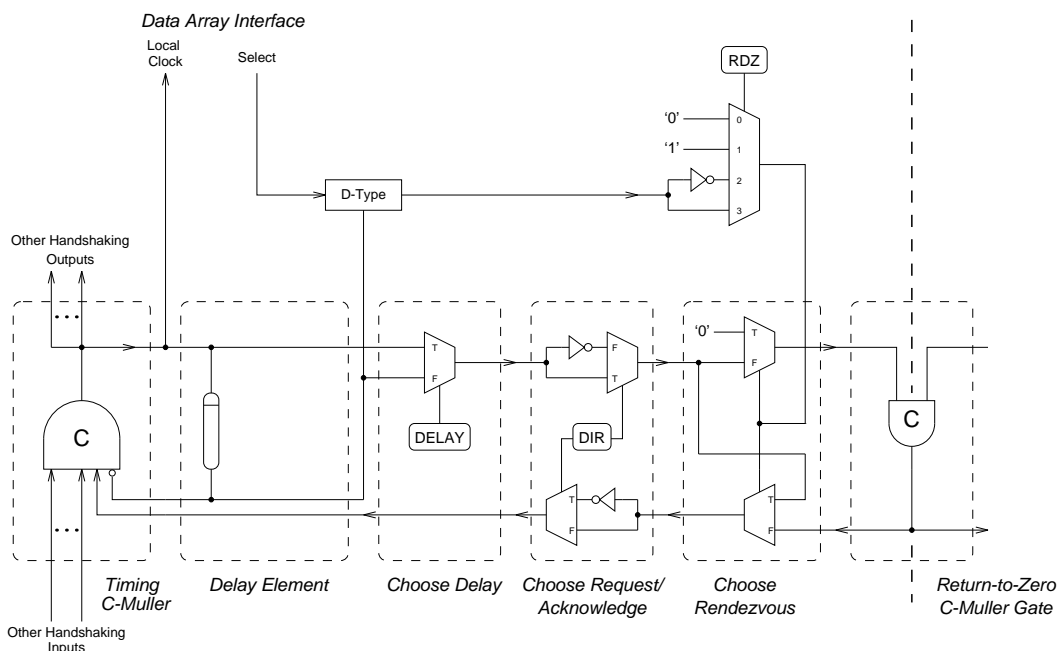 Data Array Interface
Local
Clock
Select
RDZ
'0'
0
'1'
1
2
3
D-Type
Other Handshaking
Outputs
'0'
T
F
T
F
F
T
C
C
DELAY
DIR
T
F
T
F
Timing
C-Muller
Delay Element
Choose Delay
Choose Request/
Acknowledge
Choose
Rendezvous
Return-to-Zero
C-Muller Gate
Other Handshaking
Inputs